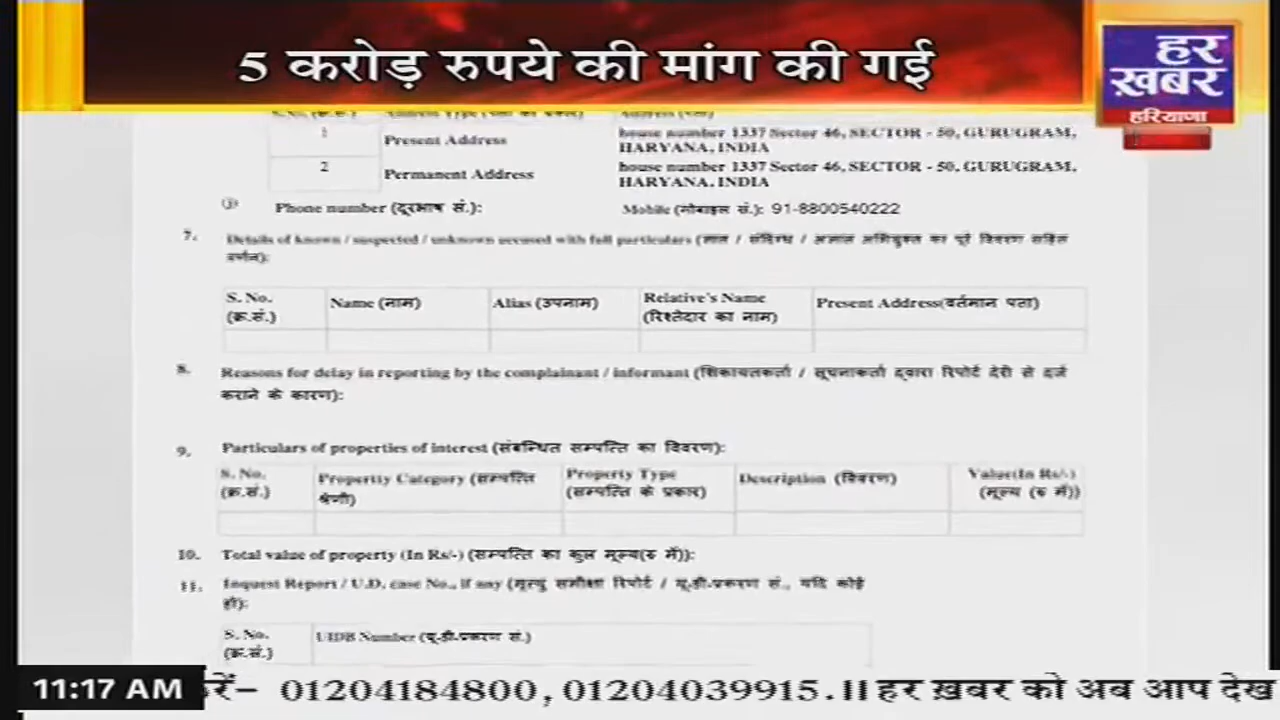 5 करोड़ रुपये की मांग की गई
हर
ख़बर
हरियाणा
1 Present Address house number 1337 Sector 46, SECTOR - 50, GURUGRAM,
HARYANA, INDIA
2 Permanent Address house number 1337 Sector 46, SECTOR - 50, GURUGRAM,
HARYANA, INDIA
(j) Phone number (दूरभाष सं.): Mobile (मोबाइल सं.): 91-8800540222
7. Details of known / suspected / unknown accused with full particulars (ज्ञात / संदिग्ध / अज्ञात अभियुक्त का पूरे विवरण सहित
वर्णन):
S. No. Name (नाम) Alias (उपनाम) Relative's Name Present Address(वर्तमान पता)
(क्र.सं.) (रिश्तेदार का नाम)
8. Reasons for delay in reporting by the complainant / informant (शिकायतकर्ता / सूचनाकर्ता द्वारा रिपोर्ट देरी से दर्ज
कराने के कारण):
9. Particulars of properties of interest (संबन्धित सम्पत्ति का विवरण):
S. No. Property Category (सम्पत्ति Property Type Description (विवरण) Value(In Rs/-)
(क्र.सं.) श्रेणी) (सम्पत्ति के प्रकार) (मूल्य (रु में))
10. Total value of property (In Rs/-) (सम्पत्ति का कुल मूल्य(रु में)):
11. Inquest Report / U.D. case No., if any (मृत्यु समीक्षा रिपोर्ट / यू.डी.प्रकरण सं., यदि कोई
हो):
S. No. UIDB Number (यू.डी.प्रकरण सं.)
(क्र.सं.)
11:17 AM 01204184800, 01204039915.।। हर ख़बर को अब आप देख